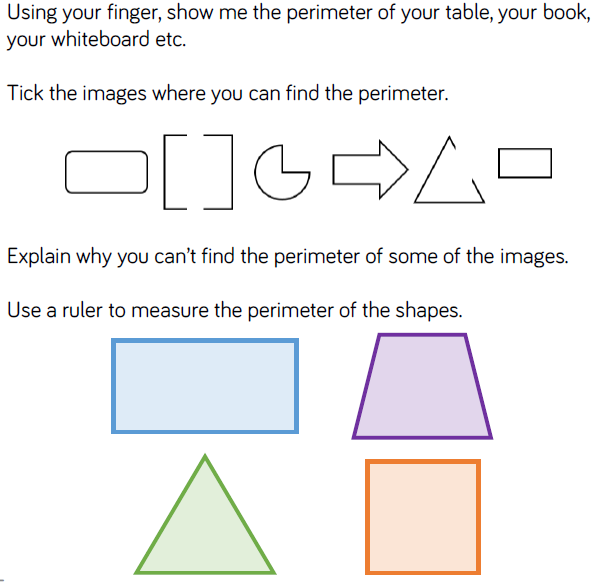 Using your finger, show me the perimeter of your table, your book,
your whiteboard etc.
Tick the images where you can find the perimeter.
Explain why you can't find the perimeter of some of the images.
Use a ruler to measure the perimeter of the shapes.